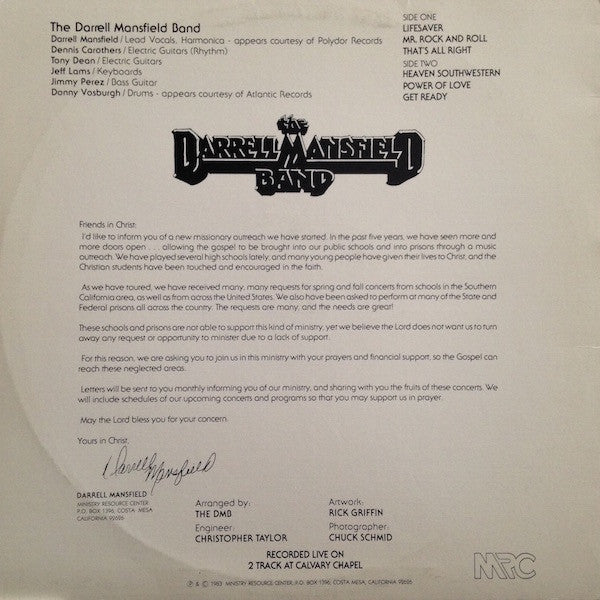 The Darrell Mansfield Band
Darrell Mansfield/Lead Vocals, Harmonica - appears courtesy of Polydor Records
Dennis Carothers/Electric Guitars (Rhythm)
Tony Dean/Electric Guitars
Jeff Lams/Keyboards
Jimmy Perez/Bass Guitar
Donny Vosburgh/Drums - appears courtesy of Atlantic Records
SIDE ONE
LIFESAVER
MR. ROCK AND ROLL
THAT'S ALL RIGHT
SIDE TWO
HEAVEN SOUTHWESTERN
POWER OF LOVE
GET READY
the
DARRELL MANSFIELD
BAND
Friends in Christ:
I'd like to inform you of a new missionary outreach we have started. In the past five years, we have seen more and
more doors open . . . allowing the gospel to be brought into our public schools and into prisons through a music
outreach. We have played several high schools lately, and many young people have given their lives to Christ, and the
Christian students have been touched and encouraged in the faith.
As we have toured, we have received many, many requests for spring and fall concerts from schools in the Southern
California area, as well as from across the United States. We also have been asked to perform at many of the State and
Federal prisons all across the country. The requests are many, and the needs are great!
These schools and prisons are not able to support this kind of ministry, yet we believe the Lord does not want us to turn
away any request or opportunity to minister due to a lack of support.
For this reason, we are asking you to join us in this ministry with your prayers and financial support, so the Gospel can
reach these neglected areas.
Letters will be sent to you monthly informing you of our ministry, and sharing with you the fruits of these concerts. We
will include schedules of our upcoming concerts and programs so that you may support us in prayer.
May the Lord bless you for your concern.
Yours in Christ,
Darrell Mansfield
DARRELL MANSFIELD
MINISTRY RESOURCE CENTER
P.O. BOX 1396, COSTA MESA
CALIFORNIA 92626
Arranged by:
THE DMB
Engineer:
CHRISTOPHER TAYLOR
Artwork:
RICK GRIFFIN
Photographer:
CHUCK SCHMID
RECORDED LIVE ON
2 TRACK AT CALVARY CHAPEL
℗ & © 1983 MINISTRY RESOURCE CENTER, P.O. BOX 1396, COSTA MESA, CALIFORNIA 92626
MRC